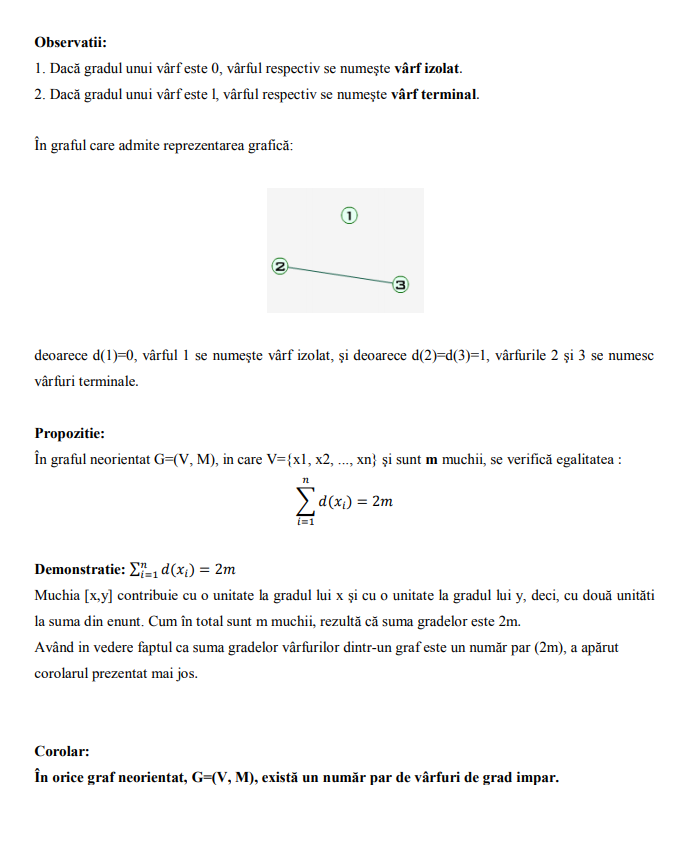 Observatii:
1. Dacă gradul unui vârf este 0, vârful respectiv se numeşte vârf izolat.
2. Dacă gradul unui vârf este l, vârful respectiv se numeşte vârf terminal.
În graful care admite reprezentarea grafică:
1
2
3
deoarece d(1)=0, vârful 1 se numeşte vârf izolat, şi deoarece d(2)=d(3)=1, vârfurile 2 şi 3 se numesc
vârfuri terminale.
Propozitie:
În graful neorientat G=(V, M), in care V={x1, x2, ..., xn} şi sunt m muchii, se verifică egalitatea :
∑_{i=1}^{n} d(x_i) = 2m
Demonstratie: ∑_{i=1}^{n} d(x_i) = 2m
Muchia [x,y] contribuie cu o unitate la gradul lui x şi cu o unitate la gradul lui y, deci, cu două unităti
la suma din enunt. Cum în total sunt m muchii, rezultă că suma gradelor este 2m.
Având in vedere faptul ca suma gradelor vârfurilor dintr-un graf este un număr par (2m), a apărut
corolarul prezentat mai jos.
Corolar:
În orice graf neorientat, G=(V, M), există un număr par de vârfuri de grad impar.